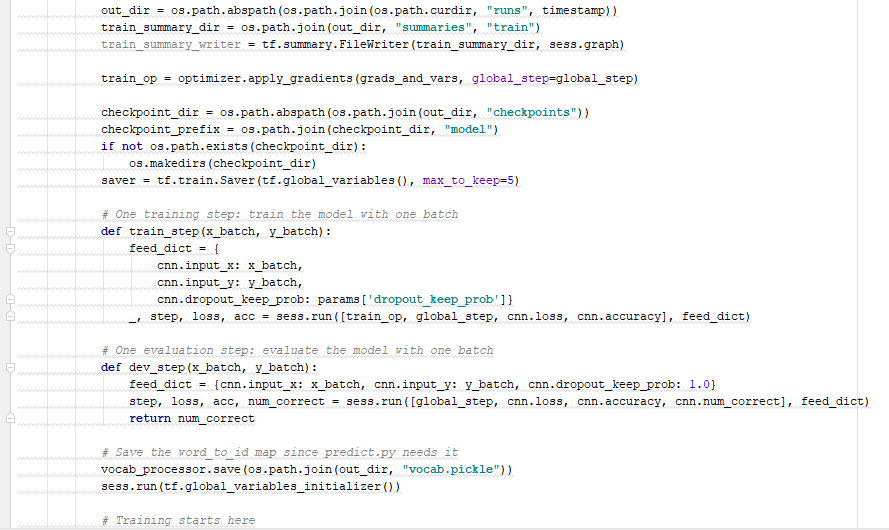 out_dir = os.path.abspath(os.path.join(os.path.curdir, "runs", timestamp))
train_summary_dir = os.path.join(out_dir, "summaries", "train")
train_summary_writer = tf.summary.FileWriter(train_summary_dir, sess.graph)
train_op = optimizer.apply_gradients(grads_and_vars, global_step=global_step)
checkpoint_dir = os.path.abspath(os.path.join(out_dir, "checkpoints"))
checkpoint_prefix = os.path.join(checkpoint_dir, "model")
if not os.path.exists(checkpoint_dir):
os.makedirs(checkpoint_dir)
saver = tf.train.Saver(tf.global_variables(), max_to_keep=5)
# One training step: train the model with one batch
def train_step(x_batch, y_batch):
feed_dict = {
cnn.input_x: x_batch,
cnn.input_y: y_batch,
cnn.dropout_keep_prob: params['dropout_keep_prob']}
_, step, loss, acc = sess.run([train_op, global_step, cnn.loss, cnn.accuracy], feed_dict)
# One evaluation step: evaluate the model with one batch
def dev_step(x_batch, y_batch):
feed_dict = {cnn.input_x: x_batch, cnn.input_y: y_batch, cnn.dropout_keep_prob: 1.0}
step, loss, acc, num_correct = sess.run([global_step, cnn.loss, cnn.accuracy, cnn.num_correct], feed_dict)
return num_correct
# Save the word_to_id map since predict.py needs it
vocab_processor.save(os.path.join(out_dir, "vocab.pickle"))
sess.run(tf.global_variables_initializer())
# Training starts here